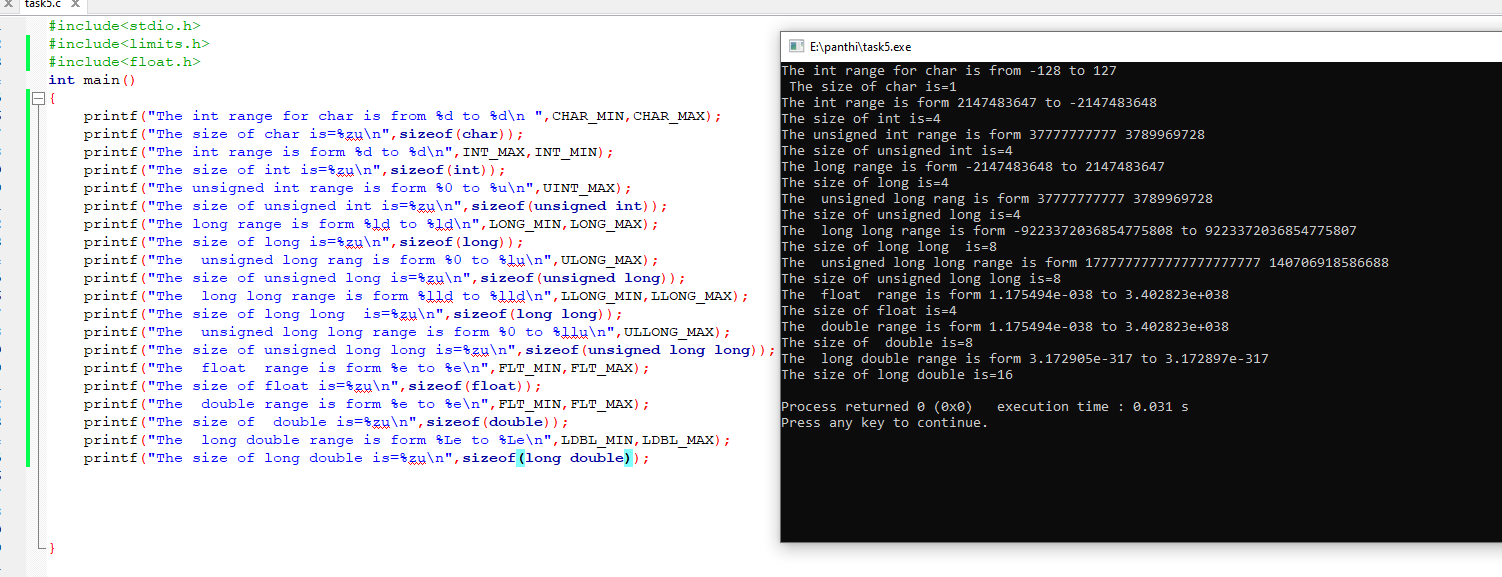 task5.c
#include<stdio.h>
#include<limits.h>
#include<float.h>
int main()
{
printf("The int range for char is from %d to %d\n ",CHAR_MIN,CHAR_MAX);
printf("The size of char is=%zu\n",sizeof(char));
printf("The int range is form %d to %d\n",INT_MAX,INT_MIN);
printf("The size of int is=%zu\n",sizeof(int));
printf("The unsigned int range is form %0 to %u\n",UINT_MAX);
printf("The size of unsigned int is=%zu\n",sizeof(unsigned int));
printf("The long range is form %ld to %ld\n",LONG_MIN,LONG_MAX);
printf("The size of long is=%zu\n",sizeof(long));
printf("The  unsigned long rang is form %0 to %lu\n",ULONG_MAX);
printf("The size of unsigned long is=%zu\n",sizeof(unsigned long));
printf("The  long long range is form %lld to %lld\n",LLONG_MIN,LLONG_MAX);
printf("The size of long long  is=%zu\n",sizeof(long long));
printf("The  unsigned long long range is form %0 to %llu\n",ULLONG_MAX);
printf("The size of unsigned long long is=%zu\n",sizeof(unsigned long long));
printf("The  float  range is form %e to %e\n",FLT_MIN,FLT_MAX);
printf("The size of float is=%zu\n",sizeof(float));
printf("The  double range is form %e to %e\n",FLT_MIN,FLT_MAX);
printf("The size of  double is=%zu\n",sizeof(double));
printf("The  long double range is form %Le to %Le\n",LDBL_MIN,LDBL_MAX);
printf("The size of long double is=%zu\n",sizeof(long double));
}
E:\panthi\task5.exe
The int range for char is from -128 to 127
The size of char is=1
The int range is form 2147483647 to -2147483648
The size of int is=4
The unsigned int range is form 37777777777 3789969728
The size of unsigned int is=4
The long range is form -2147483648 to 2147483647
The size of long is=4
The  unsigned long rang is form 37777777777 3789969728
The size of unsigned long is=4
The  long long range is form -9223372036854775808 to 9223372036854775807
The size of long long  is=8
The  unsigned long long range is form 1777777777777777777777 140706918586688
The size of unsigned long long is=8
The  float  range is form 1.175494e-038 to 3.402823e+038
The size of float is=4
The  double range is form 1.175494e-038 to 3.402823e+038
The size of  double is=8
The  long double range is form 3.172905e-317 to 3.172897e-317
The size of long double is=16
Process returned 0 (0x0)   execution time : 0.031 s
Press any key to continue.